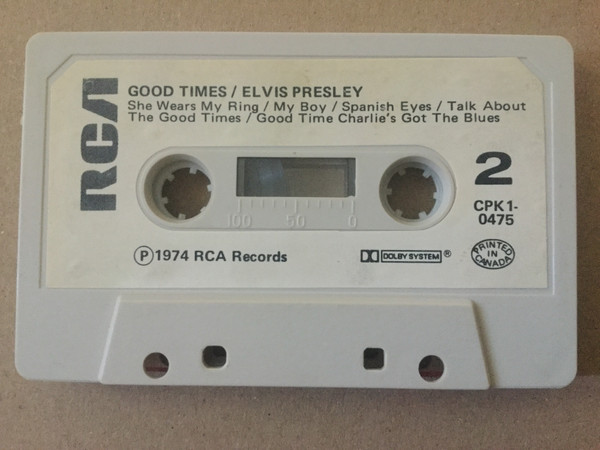 RCA
GOOD TIMES / ELVIS PRESLEY
She Wears My Ring / My Boy / Spanish Eyes / Talk About
The Good Times / Good Time Charlie's Got The Blues
2
CPK1-
0475
100 50 0
Ⓟ1974 RCA Records
DOLBY SYSTEM®
PRINTED
IN
CANADA